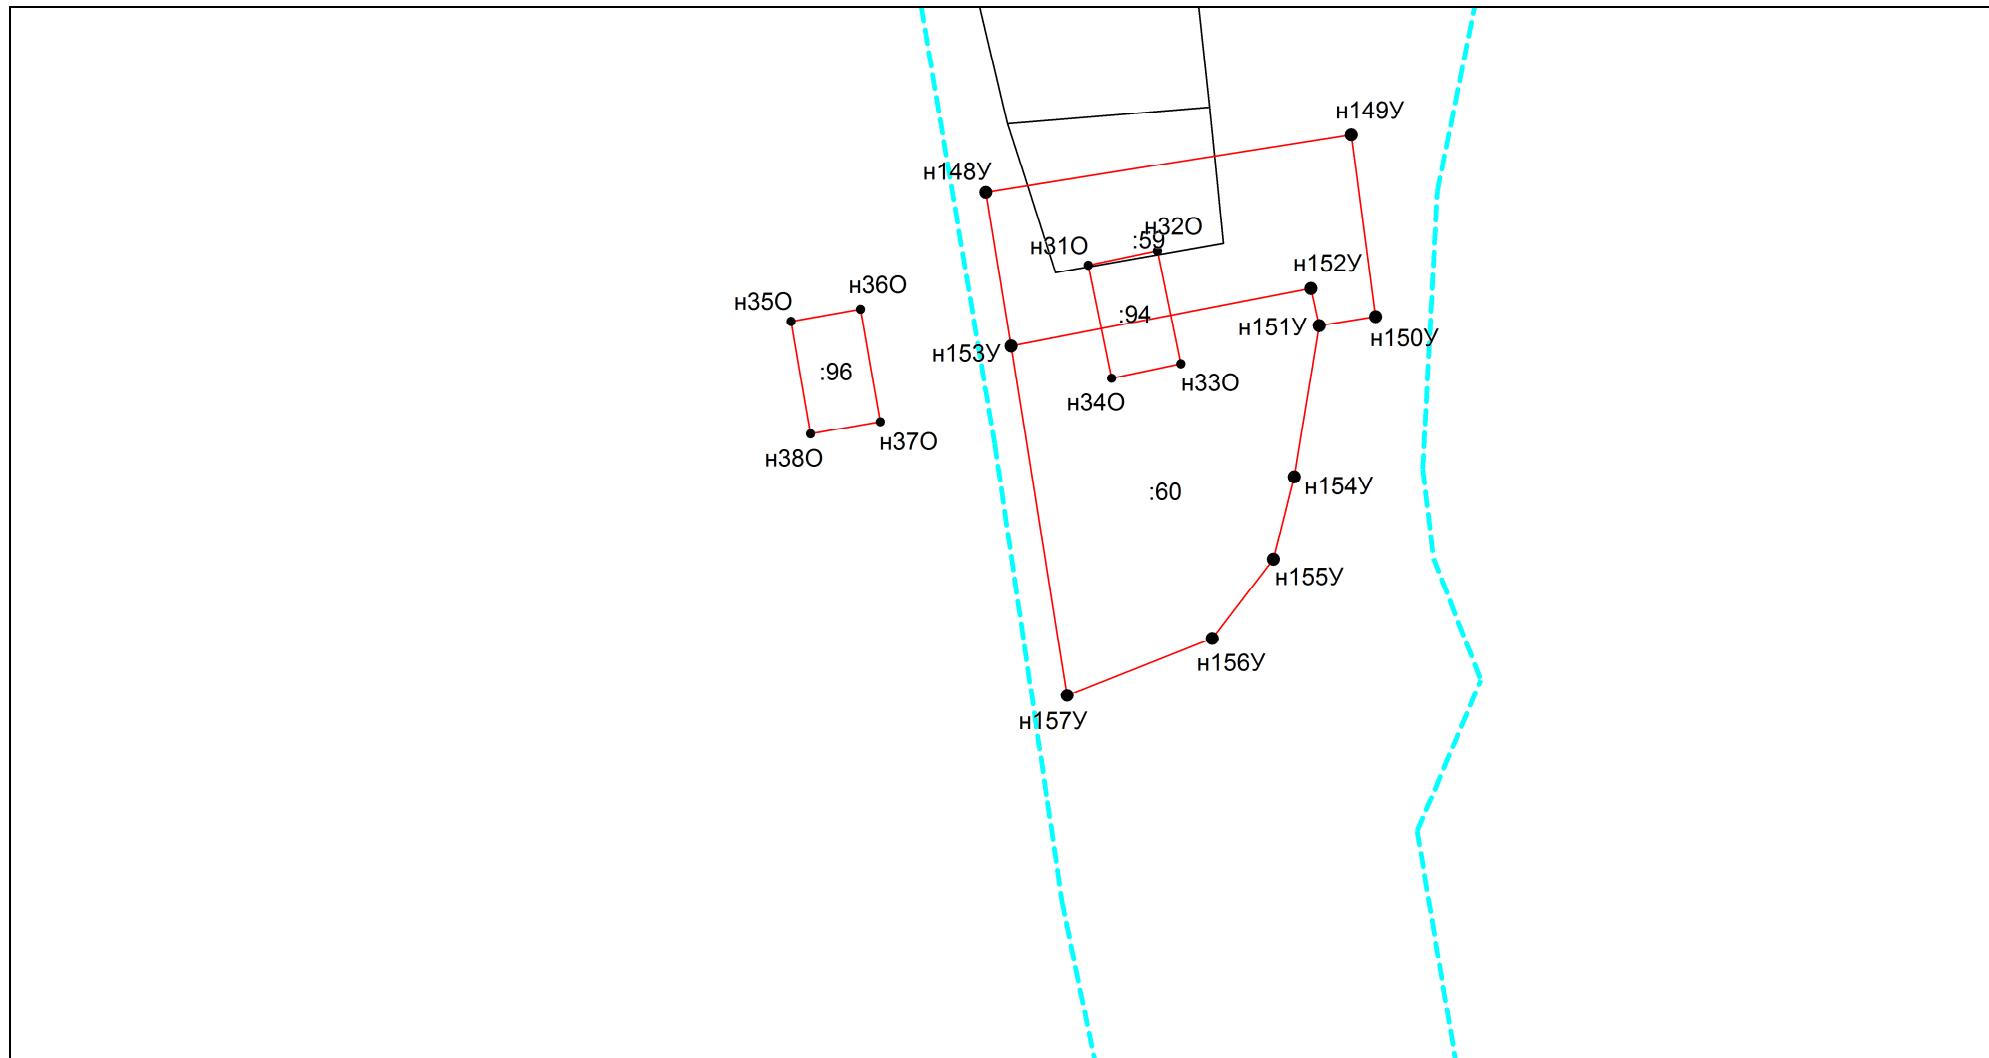 н149У
н148У
н32О
:59
н31О
н152У
н36О
н35О
:94
н151У
н150У
н153У
:96
н33О
н34О
н37О
н38О
н154У
:60
н155У
н156У
н157У